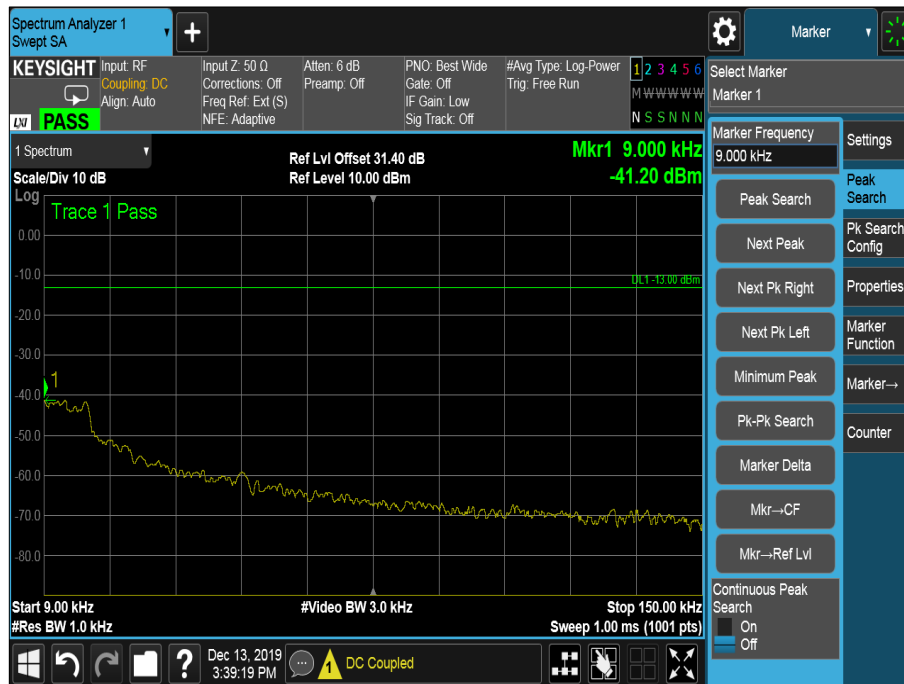 Spectrum Analyzer 1
Swept SA
Marker
KEYSIGHT
Input: RF
Coupling: DC
Align: Auto
LXI
PASS
Input Z: 50 Ω
Corrections: Off
Freq Ref: Ext (S)
NFE: Adaptive
Atten: 6 dB
Preamp: Off
PNO: Best Wide
Gate: Off
IF Gain: Low
Sig Track: Off
#Avg Type: Log-Power
Trig: Free Run
1 2 3 4 5 6
M W W W W W
N S S N N N
Select Marker
Marker 1
1 Spectrum
Scale/Div 10 dB
Ref Lvl Offset 31.40 dB
Ref Level 10.00 dBm
Mkr1 9.000 kHz
-41.20 dBm
Log
Trace 1 Pass
0.00
-10.0
DL1 -13.00 dBm
-20.0
-30.0
1
-40.0
-50.0
-60.0
-70.0
-80.0
Start 9.00 kHz
#Video BW 3.0 kHz
Stop 150.00 kHz
#Res BW 1.0 kHz
Sweep 1.00 ms (1001 pts)
Marker Frequency
9.000 kHz
Peak Search
Next Peak
Next Pk Right
Next Pk Left
Minimum Peak
Pk-Pk Search
Marker Delta
Mkr→CF
Mkr→Ref Lvl
Continuous Peak
Search
On
Off
Settings
Peak
Search
Pk Search
Config
Properties
Marker
Function
Marker→
Counter
?
Dec 13, 2019
3:39:19 PM
1
DC Coupled